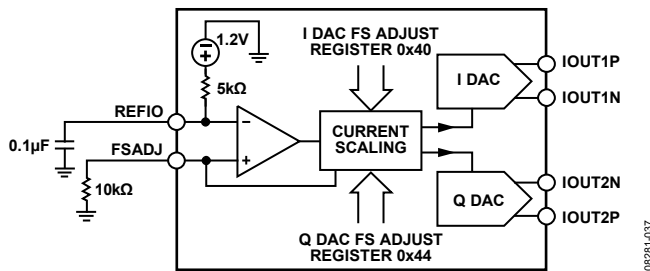 1.2V
5kΩ
I DAC FS ADJUST
REGISTER 0x40
I DAC
IOUT1P
IOUT1N
REFIO
–
0.1µF
FSADJ
+
10kΩ
CURRENT
SCALING
Q DAC
IOUT2N
IOUT2P
Q DAC FS ADJUST
REGISTER 0x44
08281-037